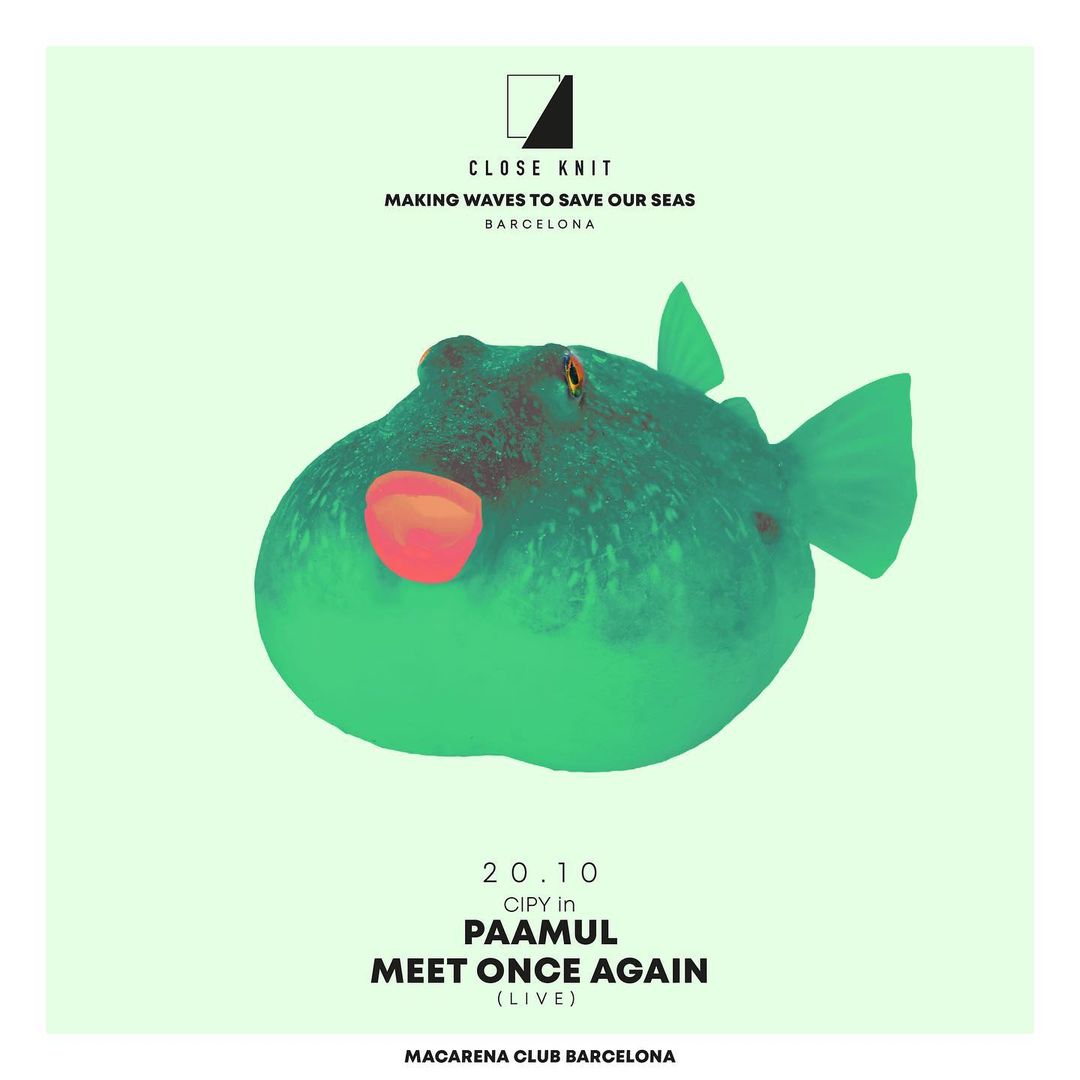 CLOSE KNIT
MAKING WAVES TO SAVE OUR SEAS
BARCELONA
20.10
CIPY in
PAAMUL
MEET ONCE AGAIN
(LIVE)
MACARENA CLUB BARCELONA